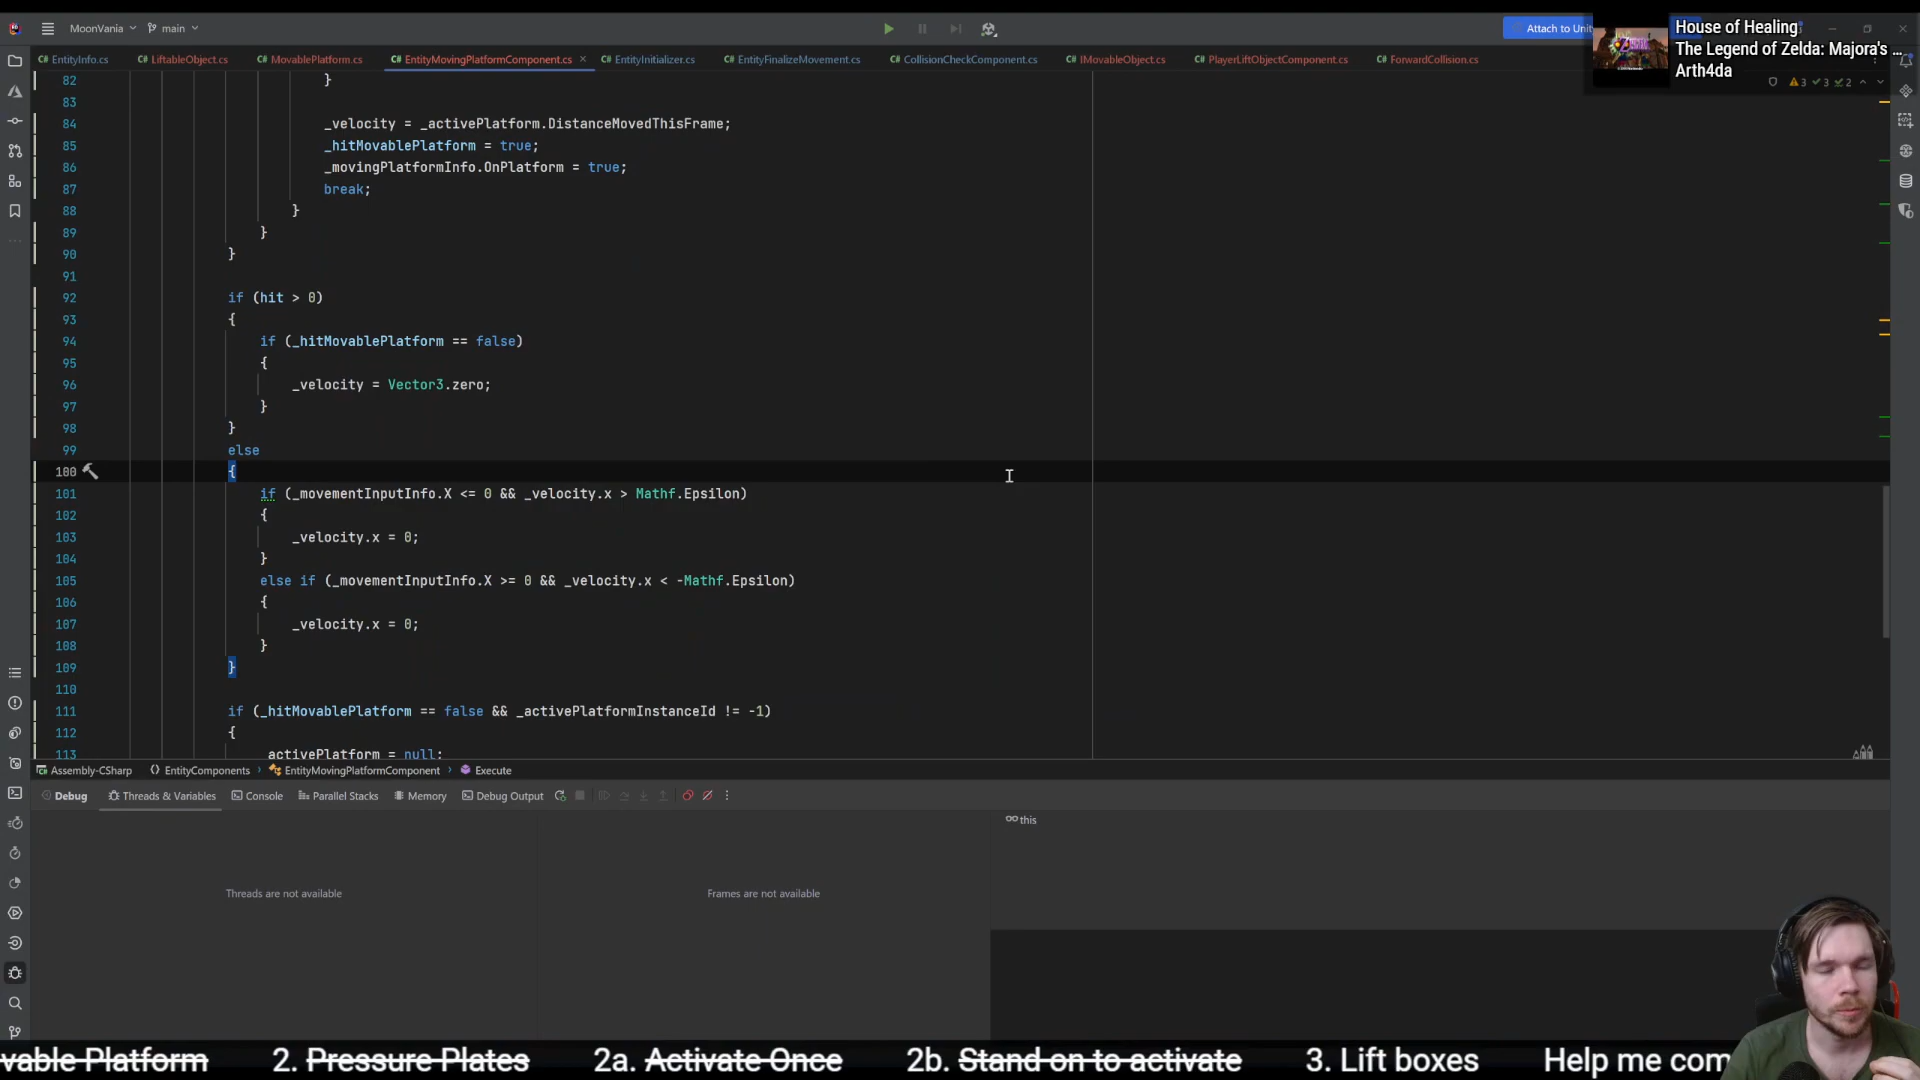 MoonVania
main
Attach to Unit
House of Healing
The Legend of Zelda: Majora's ...
Arth4da
EntityInfo.cs
LiftableObject.cs
MovablePlatform.cs
EntityMovingPlatformComponent.cs
EntityInitializer.cs
EntityFinalizeMovement.cs
CollisionCheckComponent.cs
IMovableObject.cs
PlayerLiftObjectComponent.cs
ForwardCollision.cs
3 3 2
82 }
83
84 _velocity = _activePlatform.DistanceMovedThisFrame;
85 _hitMovablePlatform = true;
86 _movingPlatformInfo.OnPlatform = true;
87 break;
88 }
89 }
90 }
91
92 if (hit > 0)
93 {
94 if (_hitMovablePlatform == false)
95 {
96 _velocity = Vector3.zero;
97 }
98 }
99 else
100 {
101 if (_movementInputInfo.X <= 0 && _velocity.x > Mathf.Epsilon)
102 {
103 _velocity.x = 0;
104 }
105 else if (_movementInputInfo.X >= 0 && _velocity.x < -Mathf.Epsilon)
106 {
107 _velocity.x = 0;
108 }
109 }
110
111 if (_hitMovablePlatform == false && _activePlatformInstanceId != -1)
112 {
113 _activePlatform = null;
Assembly-CSharp
EntityComponents
EntityMovingPlatformComponent
Execute
Debug
Threads & Variables
Console
Parallel Stacks
Memory
Debug Output
this
Threads are not available
Frames are not available
vable Platform 2. Pressure Plates 2a. Activate Once 2b. Stand on to activate 3. Lift boxes Help me com